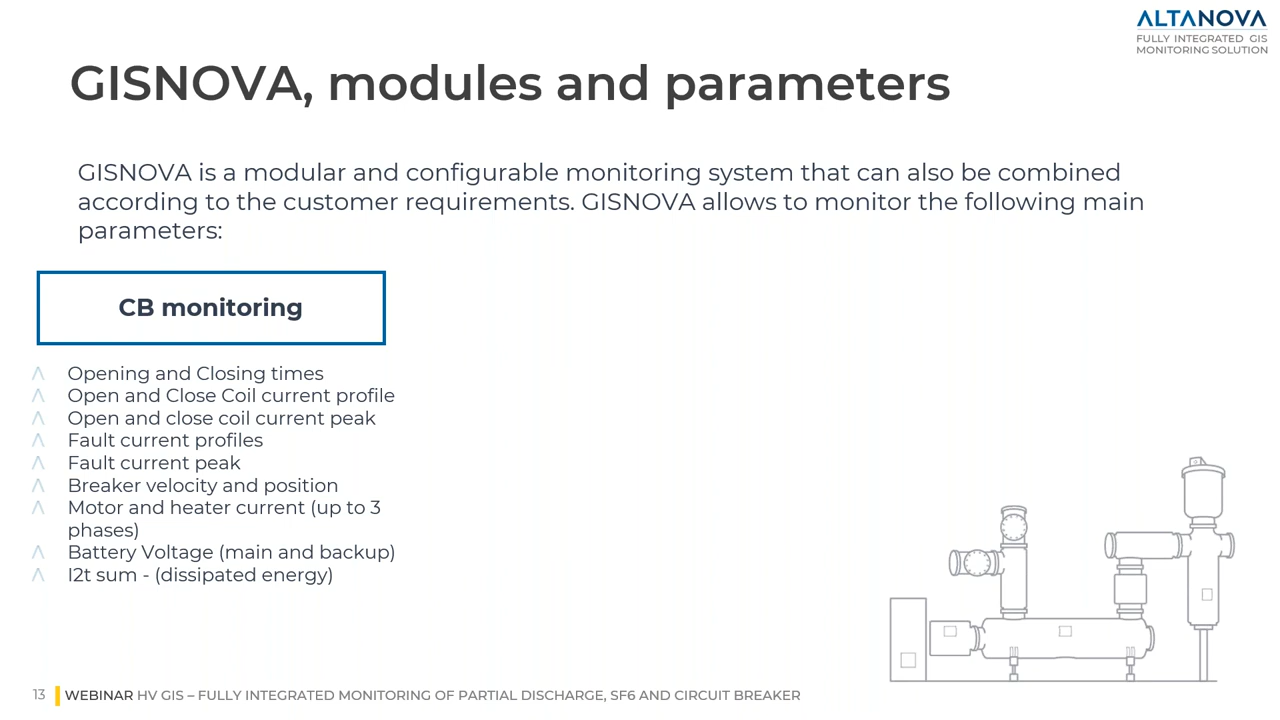 ALTANOVA
FULLY INTEGRATED GIS
MONITORING SOLUTION
GISNOVA, modules and parameters
GISNOVA is a modular and configurable monitoring system that can also be combined
according to the customer requirements. GISNOVA allows to monitor the following main
parameters:
CB monitoring
Opening and Closing times
Open and Close Coil current profile
Open and close coil current peak
Fault current profiles
Fault current peak
Breaker velocity and position
Motor and heater current (up to 3
phases)
Battery Voltage (main and backup)
I2t sum - (dissipated energy)
13 WEBINAR HV GIS – FULLY INTEGRATED MONITORING OF PARTIAL DISCHARGE, SF6 AND CIRCUIT BREAKER